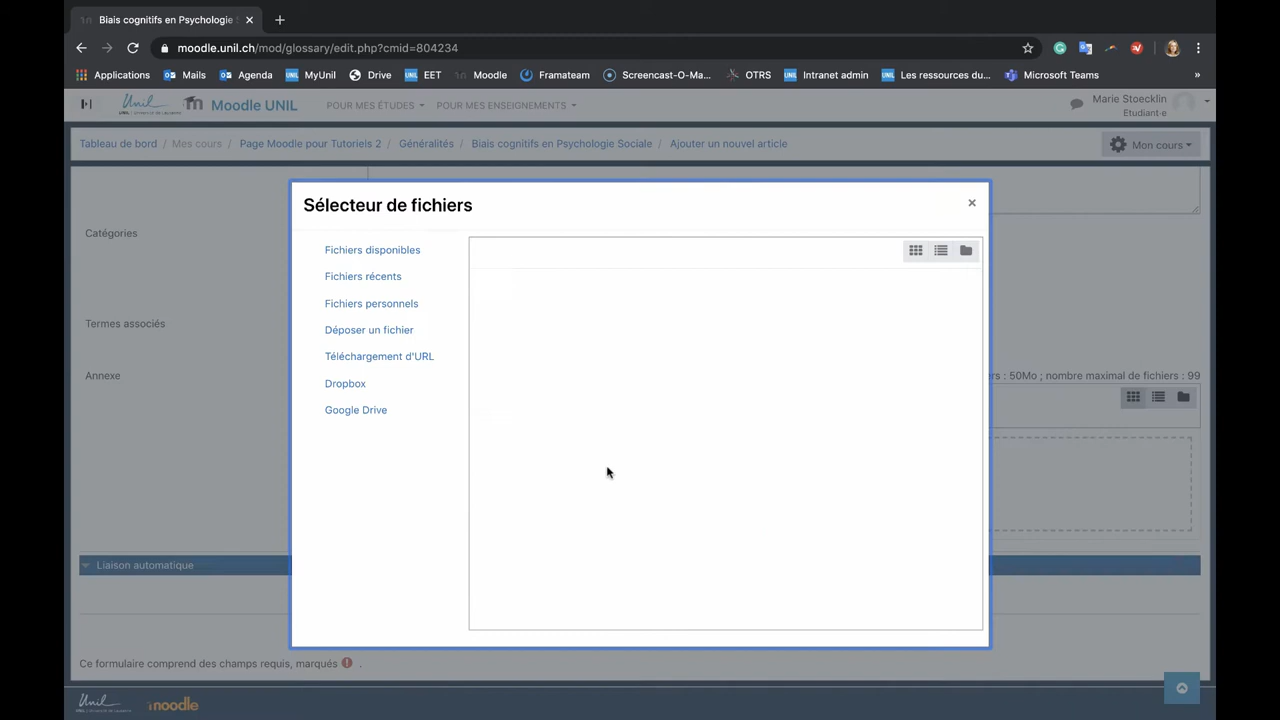 Biais cognitifs en Psychologie
moodle.unil.ch/mod/glossary/edit.php?cmid=804234
Applications Mails Agenda MyUnil Drive EET Moodle Framateam Screencast-O-Ma... OTRS Intranet admin Les ressources du... Microsoft Teams »
Unil Moodle UNIL POUR MES ÉTUDES POUR MES ENSEIGNEMENTS Marie Stoecklin
Etudiant·e
Tableau de bord / Mes cours / Page Moodle pour Tutoriels 2 / Généralités / Biais cognitifs en Psychologie Sociale / Ajouter un nouvel article Mon cours
Sélecteur de fichiers ×
Catégories
Fichiers disponibles
Fichiers récents
Fichiers personnels
Termes associés
Déposer un fichier
Téléchargement d'URL
Annexe
rs : 50Mo ; nombre maximal de fichiers : 99
Dropbox
Google Drive
Liaison automatique
Ce formulaire comprend des champs requis, marqués .
Unil moodle